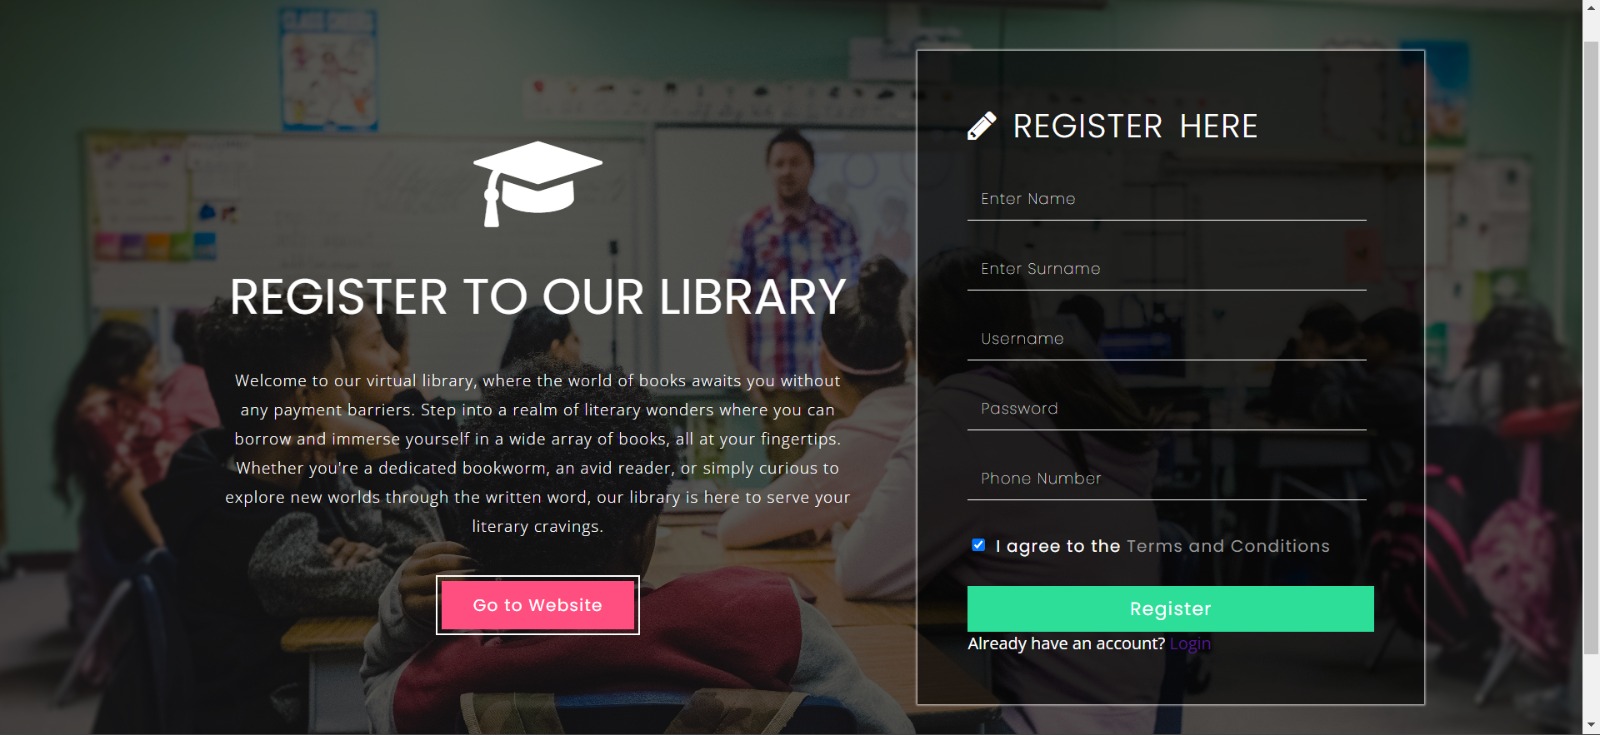 REGISTER TO OUR LIBRARY
Welcome to our virtual library, where the world of books awaits you without
any payment barriers. Step into a realm of literary wonders where you can
borrow and immerse yourself in a wide array of books, all at your fingertips.
Whether you're a dedicated bookworm, an avid reader, or simply curious to
explore new worlds through the written word, our library is here to serve your
literary cravings.
Go to Website
REGISTER HERE
Enter Name
Enter Surname
Username
Password
Phone Number
I agree to the Terms and Conditions
Register
Already have an account? Login